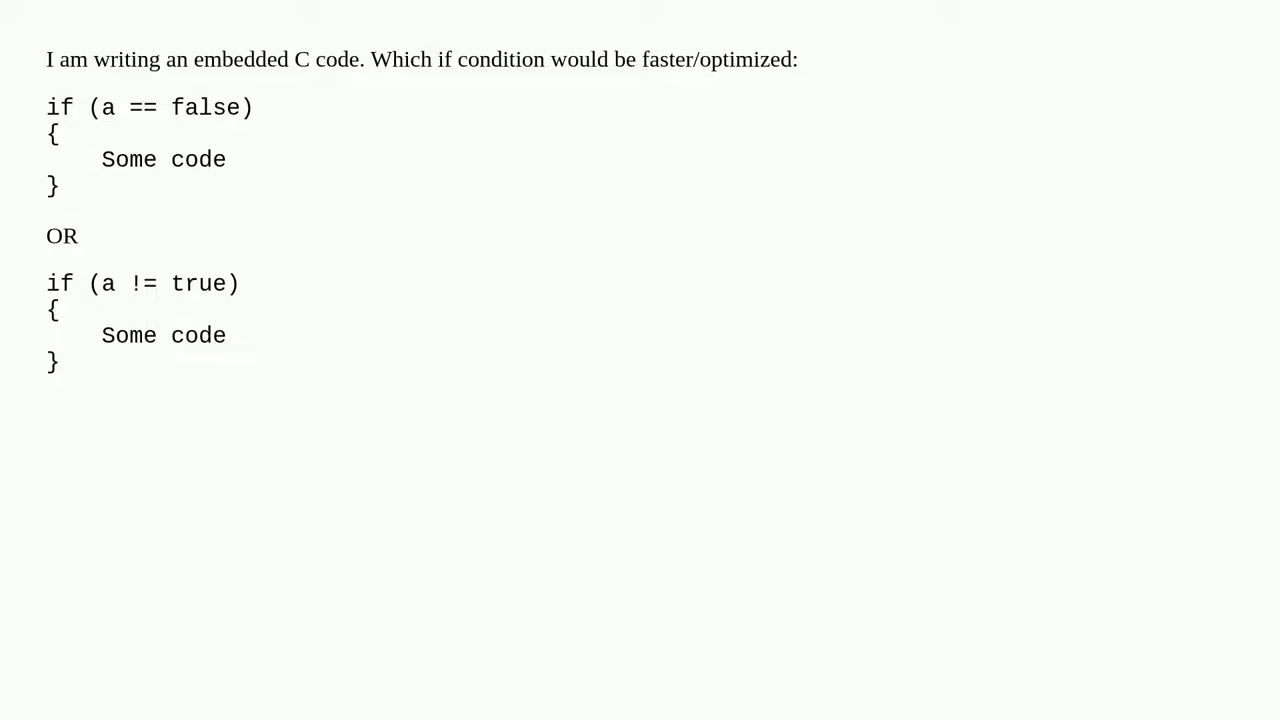 I am writing an embedded C code. Which if condition would be faster/optimized:
if (a == false)
{
    Some code
}
OR
if (a != true)
{
    Some code
}